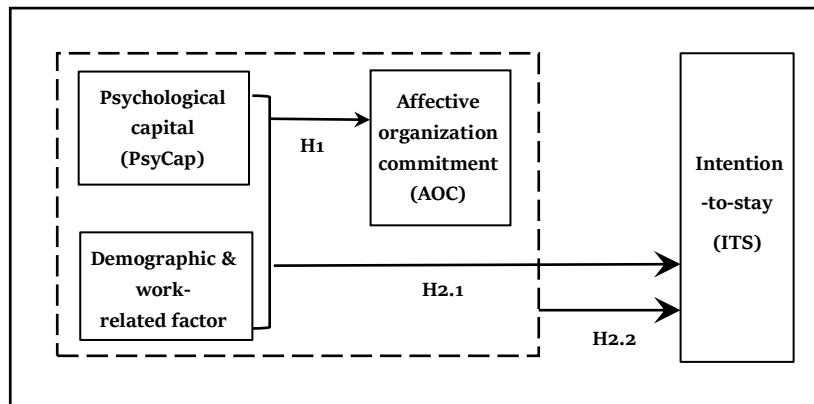 Psychological
capital
(PsyCap)
Affective
organization
commitment
(AOC)
H1
Intention
-to-stay
(ITS)
Demographic &
work-
related factor
H2.1
H2.2